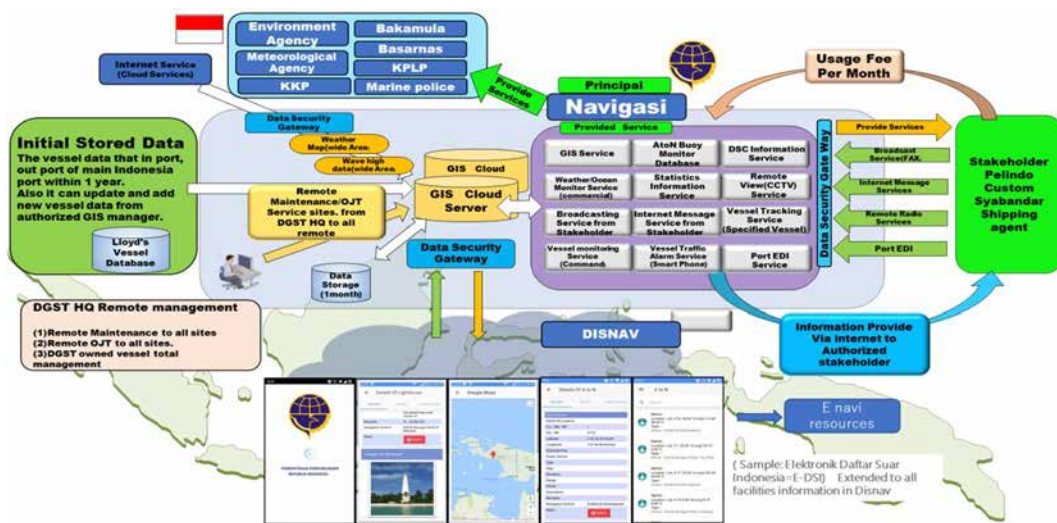 Environment
Agency
Meteorological
Agency
KKP
Bakamula
Basarnas
KPLP
Marine police
Internet Service
(Cloud Services)
Provide
Services
Principal
Navigasi
Usage Fee
Per Month
Initial Stored Data
The vessel data that in port,
out port of main Indonesia
port within 1 year.
Also it can update and add
new vessel data from
authorized GIS manager.
Lloyd's
Vessel
Database
Data Security
Gateway
Weather
Map(wide Area.
Wave high
data(wide Area.
Remote
Maintenance/OJT
Service sites. from
DGST HQ to all
remote
GIS Cloud
GIS Cloud
Server
Data Security
Gateway
Data
Storage
(1month)
Provided Service
GIS Service
AtoN Buoy
Monitor
Database
DSC Information
Service
Weather/Ocean
Monitor Service
(commercial)
Statistics
Information
Service
Remote
View(CCTV)
Service
Broadcasting
Service from
Stakeholder
Internet Message
Service from
Stakeholder
Vessel Tracking
Service
(Specified Vessel)
Vessel monitoring
Service
(Command)
Vessel Traffic
Alarm Service
(Smart Phone)
Port EDI
Service
Data Security Gate Way
Provide Services
Broadcast
Service(FAX.
Internet Message
Services
Remote Radio
Services
Port EDI
Stakeholder
Pelindo
Custom
Syabandar
Shipping
agent
DGST HQ Remote management
(1)Remote Maintenance to all sites
(2)Remote OJT to all sites.
(3)DGST owned vessel total
management
DISNAV
Information Provide
Via internet to
Authorized
stakeholder
E navi
resources
( Sample: Elektronik Daftar Suar
Indonesia=E-DSI) Extended to all
facilities information in Disnav
KEMENTERIAN PERHUBUNGAN
REPUBLIK INDONESIA
Google Maps